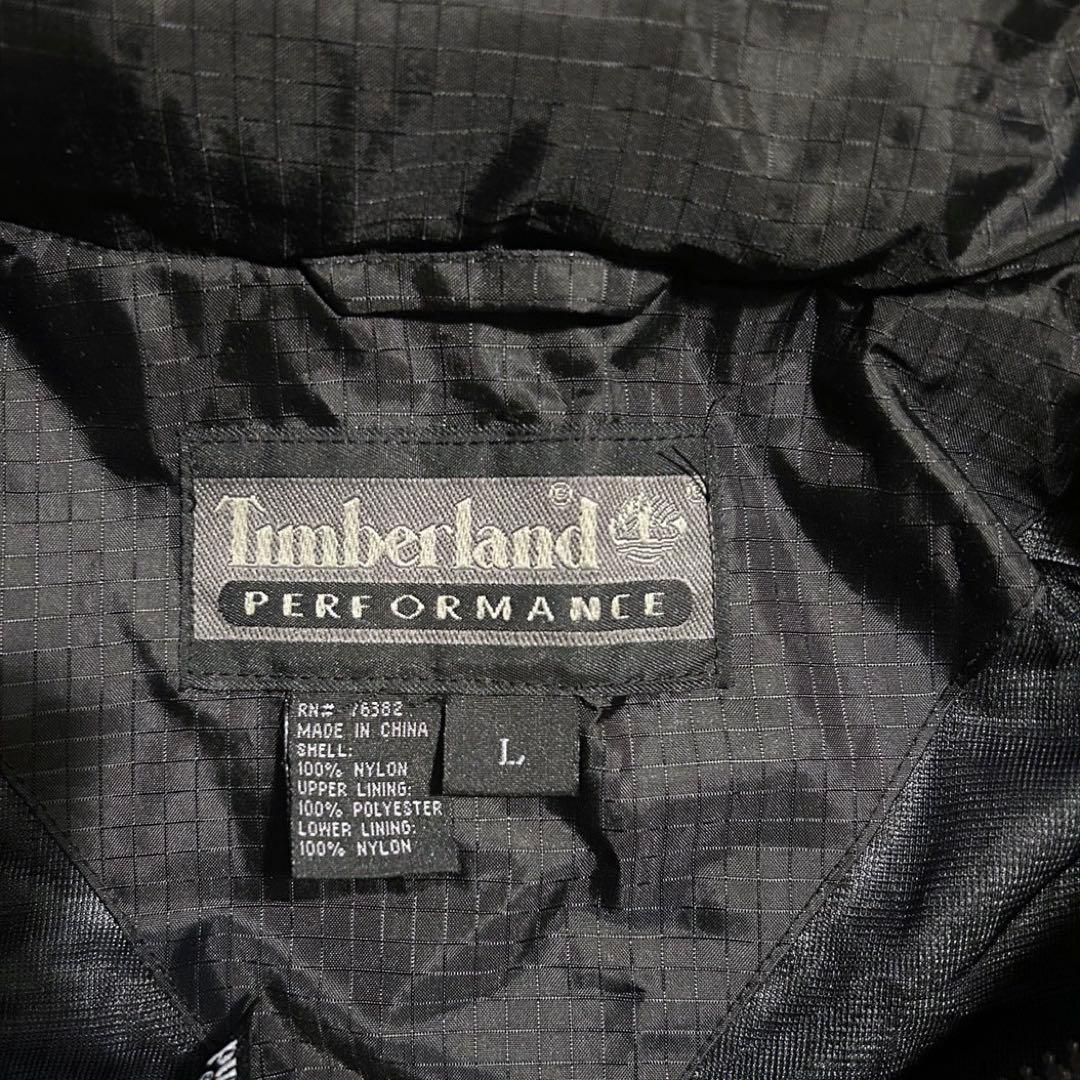 Timberland®
®
PERFORMANCE
RN# 76382
MADE IN CHINA
SHELL:
100% NYLON
UPPER LINING:
100% POLYESTER
LOWER LINING:
100% NYLON
L